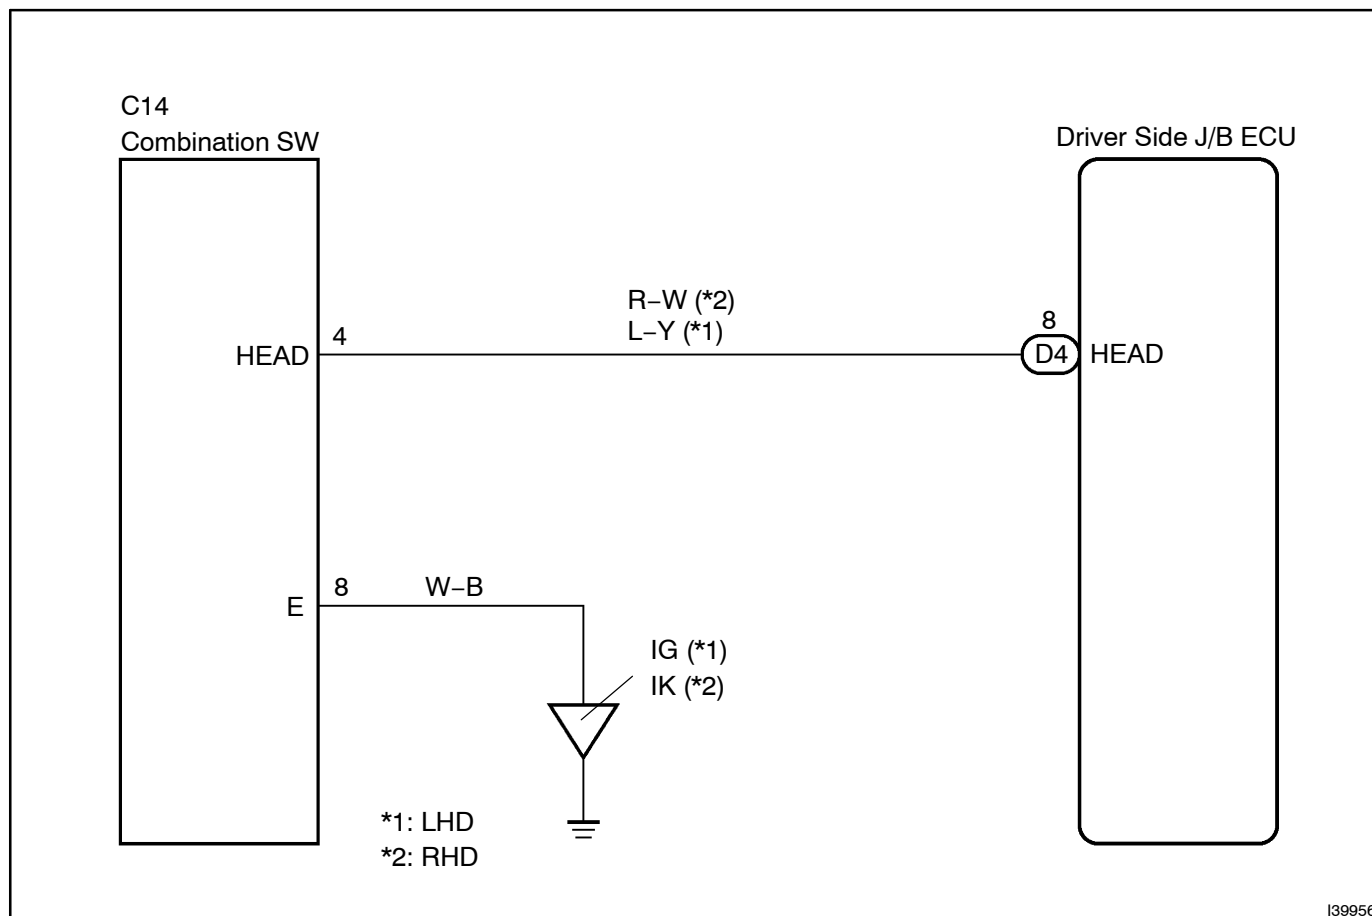 C14
Combination SW
Driver Side J/B ECU
R−W (*2)
L−Y (*1)
HEAD
4
8
D4
HEAD
E
8
W−B
IG (*1)
IK (*2)
*1: LHD
*2: RHD
I39956